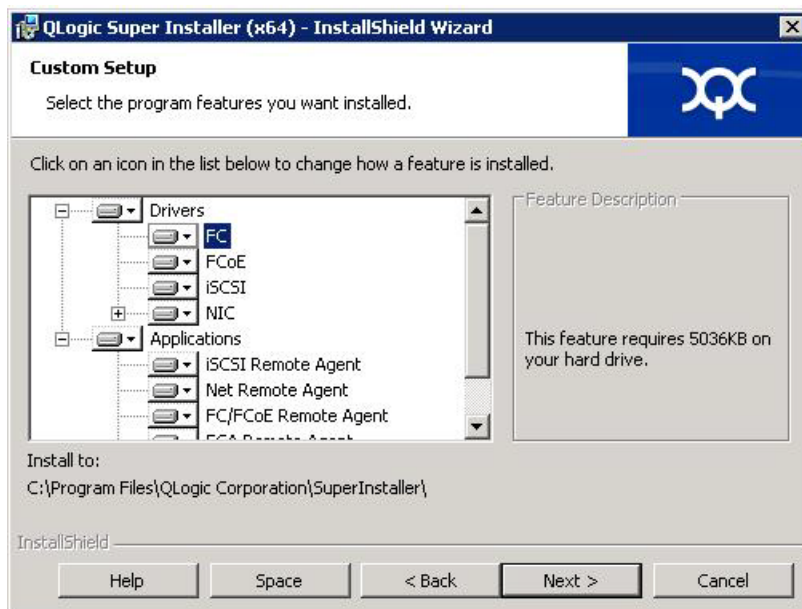 QLogic Super Installer (x64) - InstallShield Wizard
Custom Setup
Select the program features you want installed.
Click on an icon in the list below to change how a feature is installed.
Drivers
FC
FCoE
iSCSI
NIC
Applications
iSCSI Remote Agent
Net Remote Agent
FC/FCoE Remote Agent
Remote Agent
Feature Description
This feature requires 5036KB on
your hard drive.
Install to:
C:\Program Files\QLogic Corporation\SuperInstaller\
InstallShield
Help
Space
< Back
Next >
Cancel